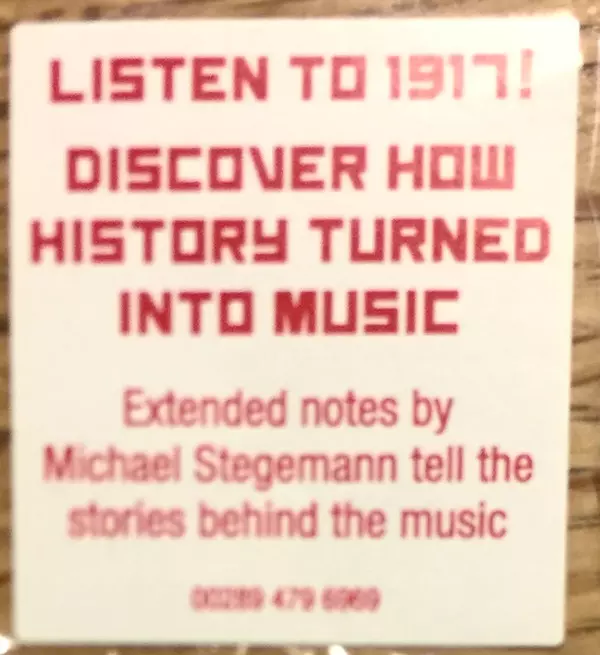 LISTEN TO 1917!
DISCOVER HOW
HISTORY TURNED
INTO MUSIC
Extended notes by
Michael Stegemann tell the
stories behind the music
00289 479 6969